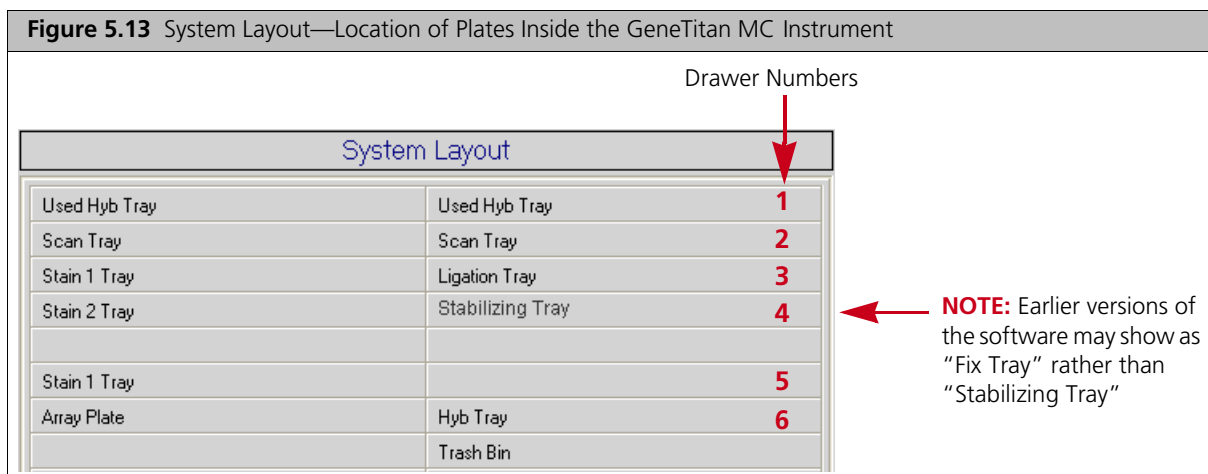 Figure 5.13 System Layout—Location of Plates Inside the GeneTitan MC Instrument
Drawer Numbers
System Layout
Used Hyb Tray Used Hyb Tray 1
Scan Tray Scan Tray 2
Stain 1 Tray Ligation Tray 3
Stain 2 Tray Stabilizing Tray 4
NOTE: Earlier versions of
the software may show as
“Fix Tray” rather than
“Stabilizing Tray”
Stain 1 Tray 5
Array Plate Hyb Tray 6
Trash Bin